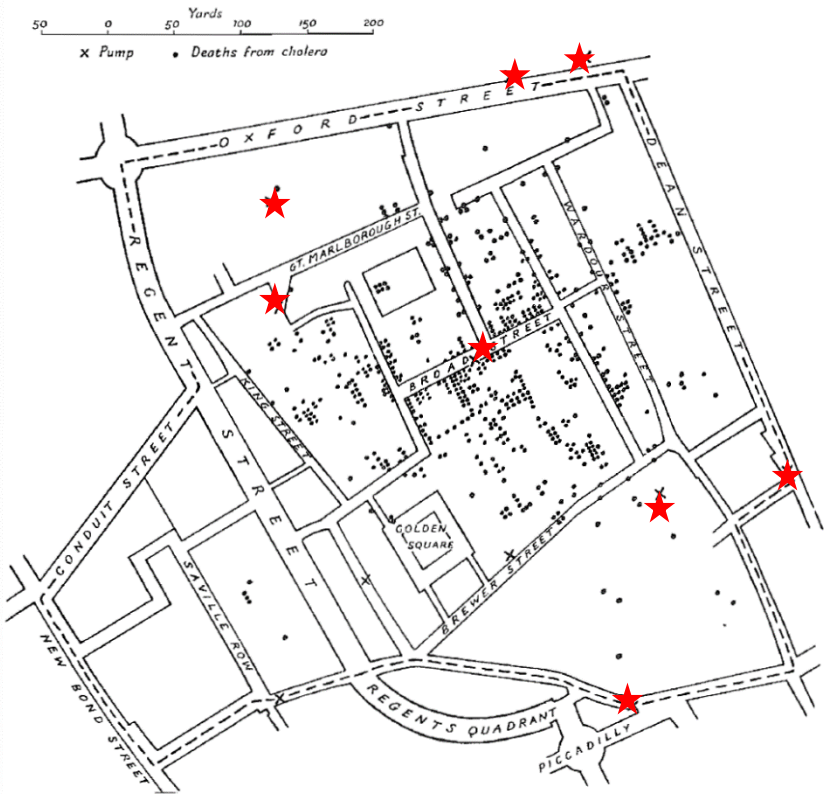 Yards
50 0 50 100 200
x Pump • Deaths from cholera
OXFORD STREET
DEAN STREET
REGENT STREET
GT. MARLBOROUGH ST.
WARDOUR STREET
BROAD STREET
KING STREET
CONDUIT STREET
GOLDEN
SQUARE
BREWER STREET
SAVILLE ROW
NEW BOND STREET
REGENTS QUADRANT
PICCADILLY